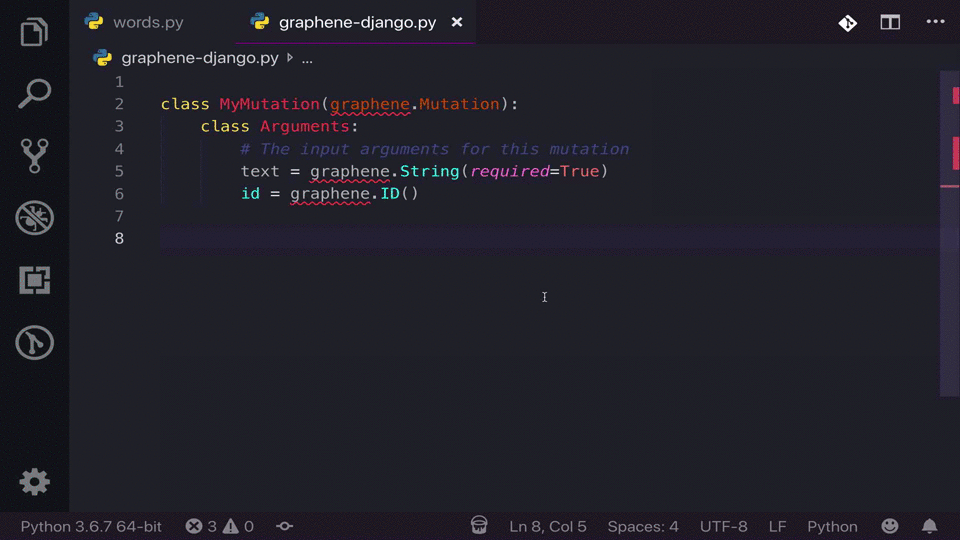 words.py
graphene-django.py
graphene-django.py ...
1
2 class MyMutation(graphene.Mutation):
3 class Arguments:
4 # The input arguments for this mutation
5 text = graphene.String(required=True)
6 id = graphene.ID()
7
8
Python 3.6.7 64-bit 3 0 Ln 8, Col 5 Spaces: 4 UTF-8 LF Python